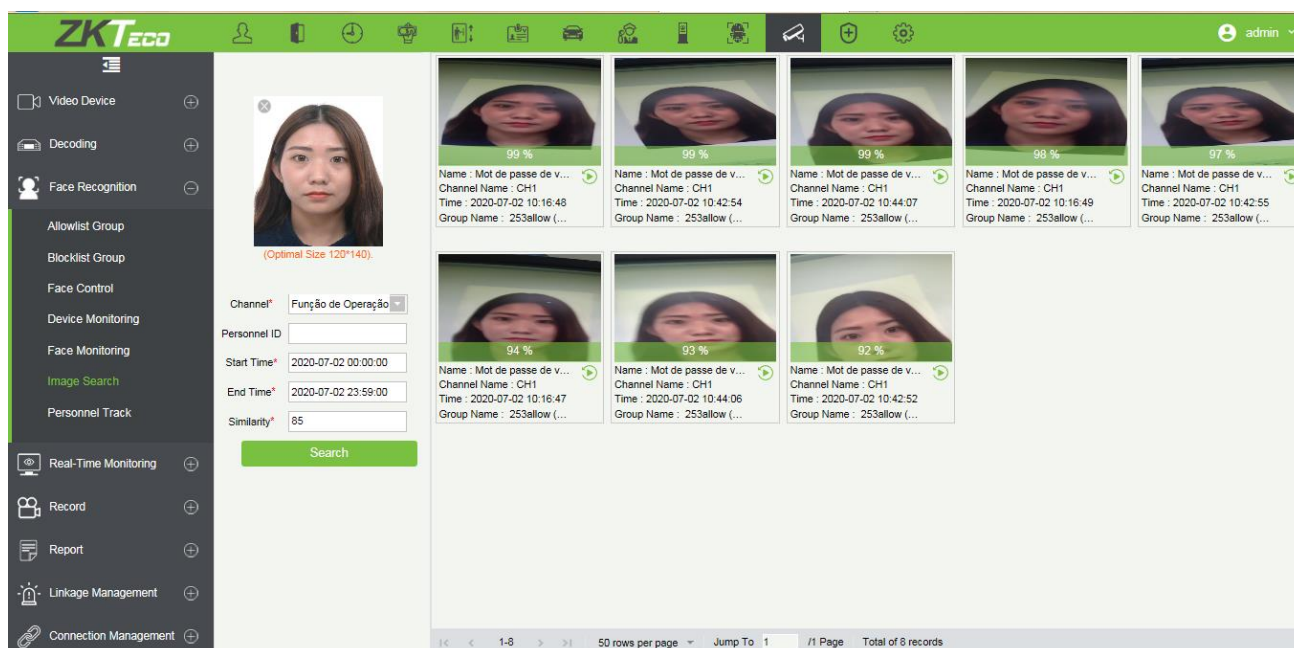 ZKTeco
admin
Video Device
Decoding
Face Recognition
Allowlist Group
Blocklist Group
Face Control
Device Monitoring
Face Monitoring
Image Search
Personnel Track
Real-Time Monitoring
Record
Report
Linkage Management
Connection Management
(Optimal Size 120*140).
Channel* Função de Operação
Personnel ID
Start Time* 2020-07-02 00:00:00
End Time* 2020-07-02 23:59:00
Similarity* 85
Search
99 %
Name : Mot de passe de v...
Channel Name : CH1
Time : 2020-07-02 10:16:48
Group Name : 253allow (...
99 %
Name : Mot de passe de v...
Channel Name : CH1
Time : 2020-07-02 10:42:54
Group Name : 253allow (...
99 %
Name : Mot de passe de v...
Channel Name : CH1
Time : 2020-07-02 10:44:07
Group Name : 253allow (...
98 %
Name : Mot de passe de v...
Channel Name : CH1
Time : 2020-07-02 10:16:49
Group Name : 253allow (...
97 %
Name : Mot de passe de v...
Channel Name : CH1
Time : 2020-07-02 10:42:55
Group Name : 253allow (...
94 %
Name : Mot de passe de v...
Channel Name : CH1
Time : 2020-07-02 10:16:47
Group Name : 253allow (...
93 %
Name : Mot de passe de v...
Channel Name : CH1
Time : 2020-07-02 10:44:06
Group Name : 253allow (...
92 %
Name : Mot de passe de v...
Channel Name : CH1
Time : 2020-07-02 10:42:52
Group Name : 253allow (...
1-8 50 rows per page Jump To 1 /1 Page Total of 8 records